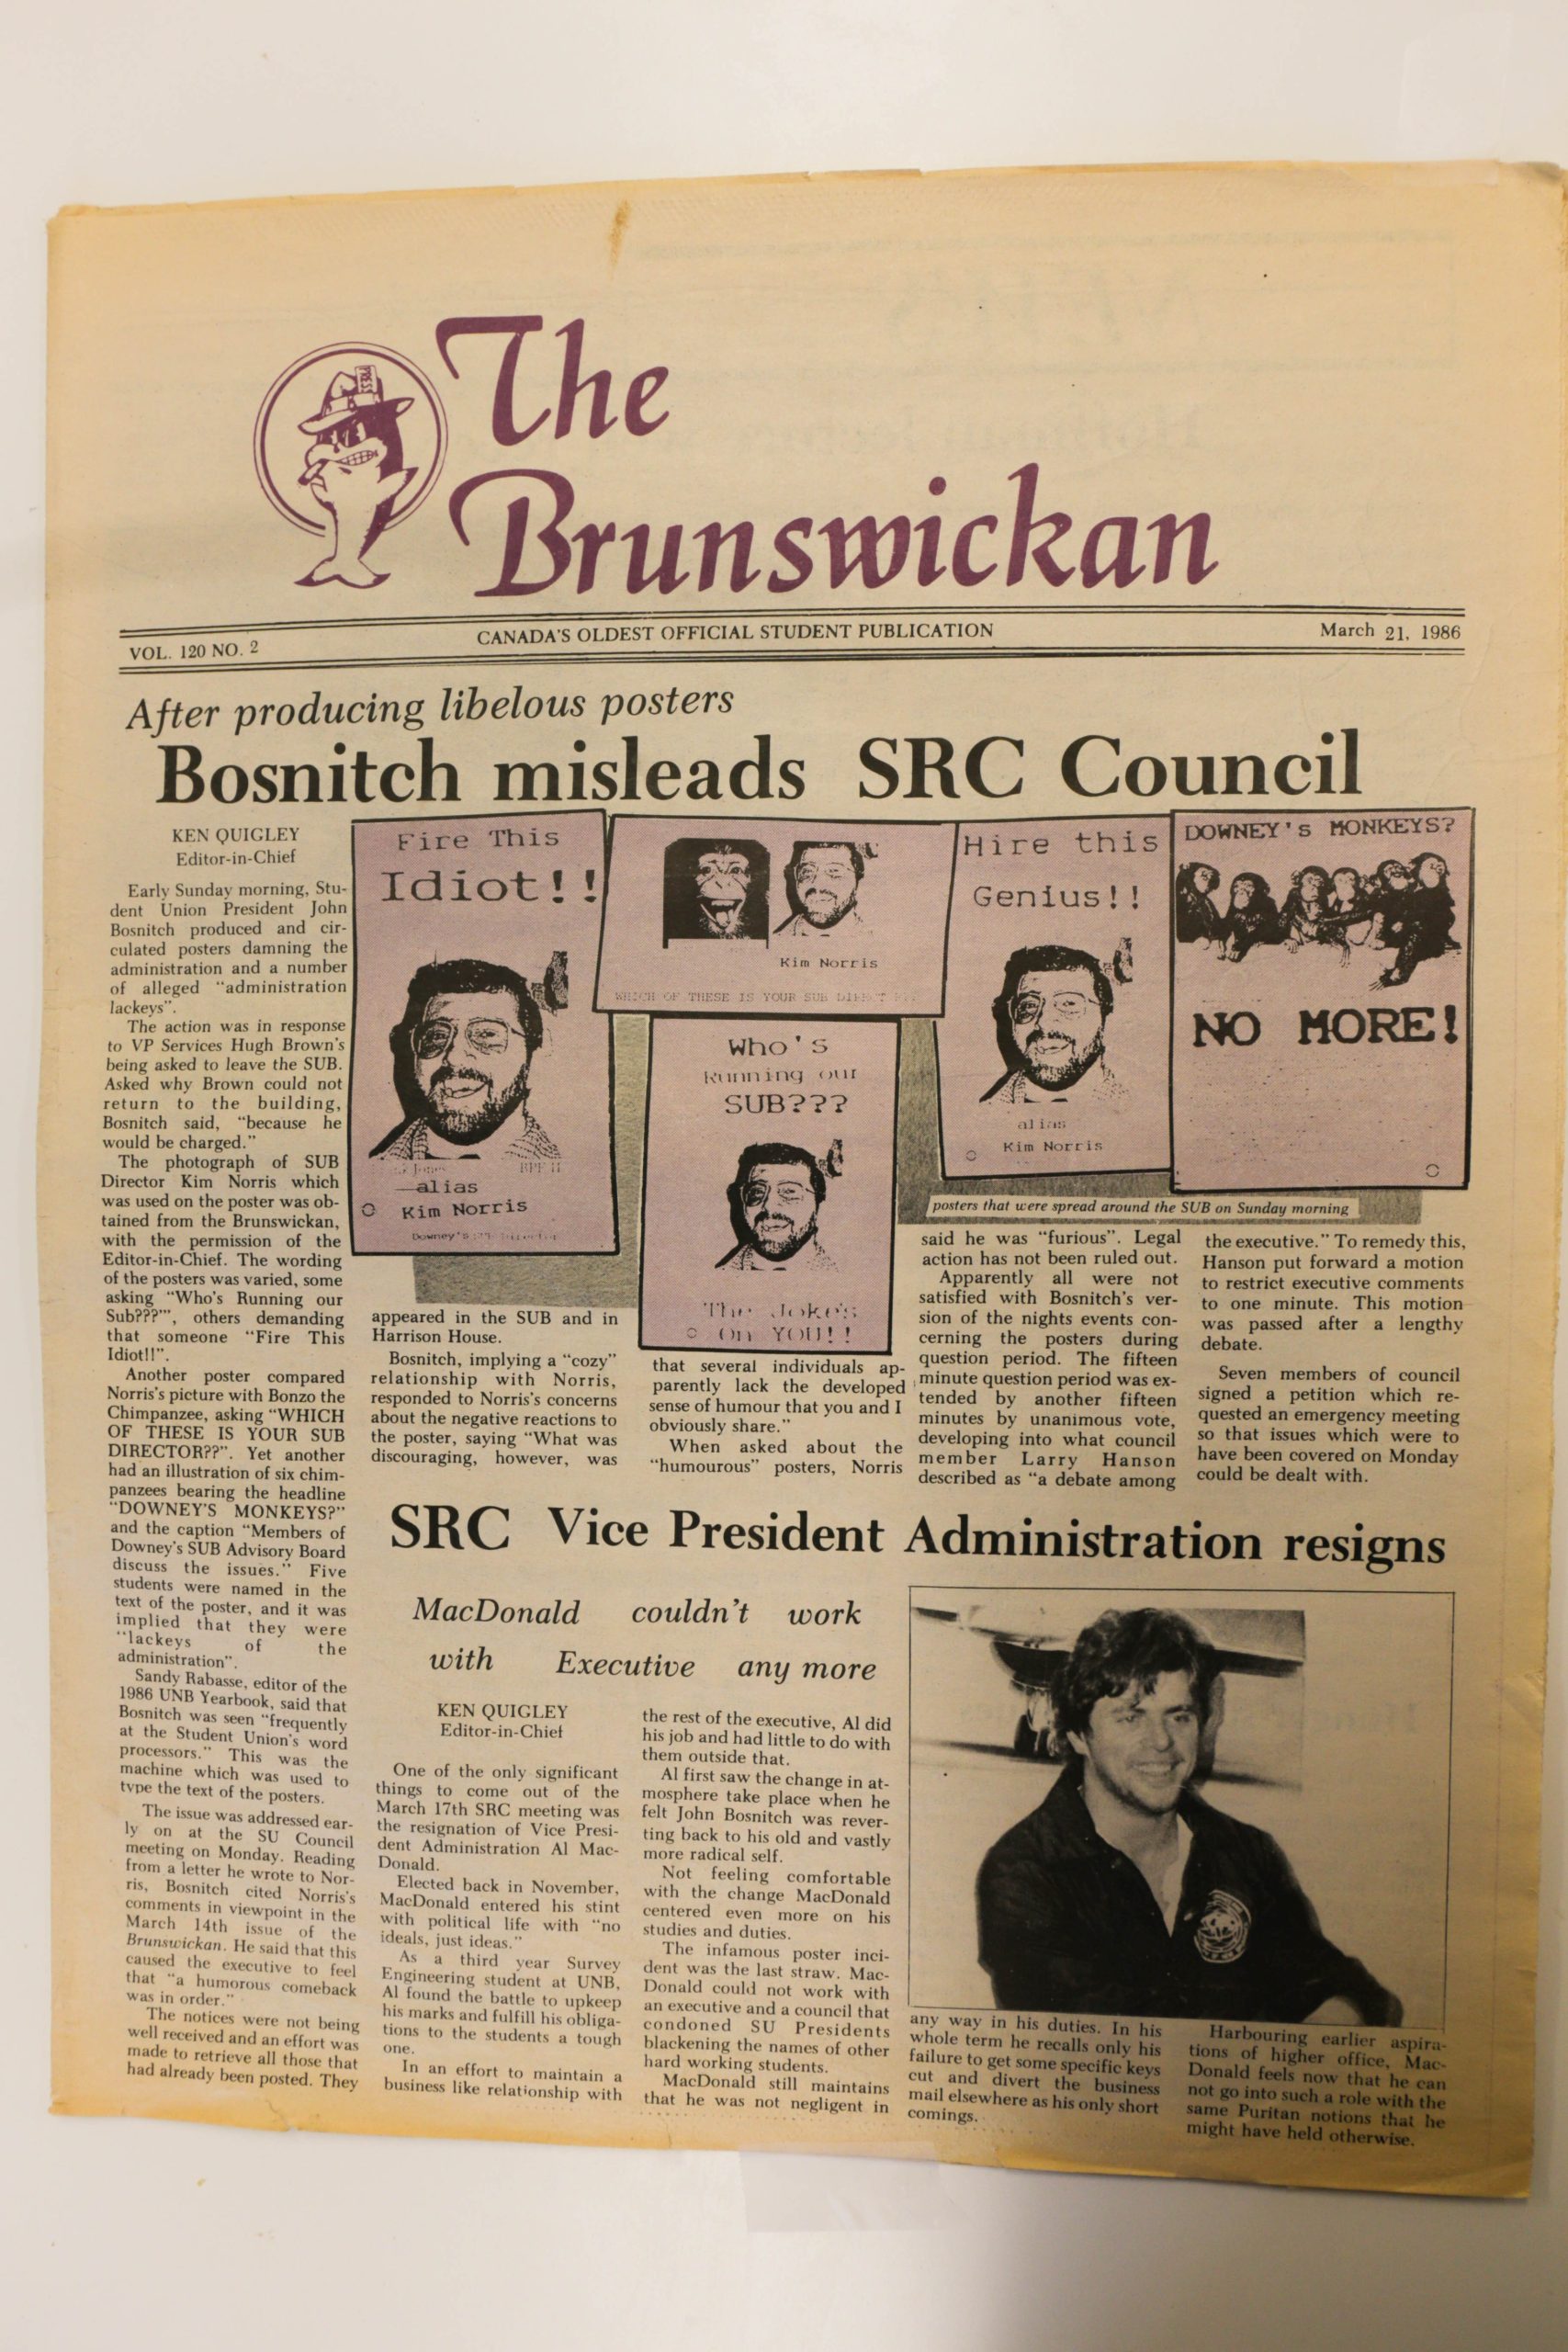 The
Brunswickan
VOL. 120 NO. 2
CANADA'S OLDEST OFFICIAL STUDENT PUBLICATION
March 21, 1986
After producing libelous posters
Bosnitch misleads SRC Council
KEN QUIGLEY
Editor-in-Chief
Early Sunday morning, Stu-
dent Union President John
Bosnitch produced and cir-
culated posters damning the
administration and a number
of alleged "administration
lackeys".
The action was in response
to VP Services Hugh Brown's
being asked to leave the SUB.
Asked why Brown could not
return to the building,
Bosnitch said, "because he
would be charged."
The photograph of SUB
Director Kim Norris which
was used on the poster was ob-
tained from the Brunswickan,
with the permission of the
Editor-in-Chief. The wording
of the posters was varied, some
asking "Who's Running our
Sub???'", others demanding
that someone "Fire This
Idiot!!".
Another poster compared
Norris's picture with Bonzo the
Chimpanzee, asking "WHICH
OF THESE IS YOUR SUB
DIRECTOR??". Yet another
had an illustration of six chim-
panzees bearing the headline
"DOWNEY'S MONKEYS?"
and the caption "Members of
Downey's SUB Advisory Board
discuss the issues." Five
students were named in the
text of the poster, and it was
implied that they were
"lackeys of the
administration".
Sandy Rabasse, editor of the
1986 UNB Yearbook, said that
Bosnitch was seen "frequently
at the Student Union's word
processors." This was the
machine which was used to
type the text of the posters.
The issue was addressed ear-
ly on at the SU Council
meeting on Monday. Reading
from a letter he wrote to Nor-
ris, Bosnitch cited Norris's
comments in viewpoint in the
March 14th issue of the
Brunswickan. He said that this
caused the executive to feel
that "a humorous comeback
was in order."
The notices were not being
well received and an effort was
made to retrieve all those that
had already been posted. They
Fire This
Idiot!!
alias
Kim Norris
Downey's
Kim Norris
WHICH OF THESE IS YOUR SUB
Who's
Running our
SUB???
The Joke's
On YOU!!
Hire this
Genius!!
alias
Kim Norris
DOWNEY's MONKEYS?
NO MORE!
posters that were spread around the SUB on Sunday morning
appeared in the SUB and in
Harrison House.
Bosnitch, implying a "cozy"
relationship with Norris,
responded to Norris's concerns
about the negative reactions to
the poster, saying "What was
discouraging, however, was
that several individuals ap-
parently lack the developed
sense of humour that you and I
obviously share."
When asked about the
"humourous" posters, Norris
said he was "furious". Legal
action has not been ruled out.
Apparently all were not
satisfied with Bosnitch's ver-
sion of the nights events con-
cerning the posters during
question period. The fifteen
minute question period was ex-
tended by another fifteen
minutes by unanimous vote,
developing into what council
member Larry Hanson
described as "a debate among
the executive." To remedy this,
Hanson put forward a motion
to restrict executive comments
to one minute. This motion
was passed after a lengthy
debate.
Seven members of council
signed a petition which re-
quested an emergency meeting
so that issues which were to
have been covered on Monday
could be dealt with.
SRC Vice President Administration resigns
MacDonald couldn't work
with Executive any more
KEN QUIGLEY
Editor-in-Chief
One of the only significant
things to come out of the
March 17th SRC meeting was
the resignation of Vice Presi-
dent Administration Al Mac-
Donald.
Elected back in November,
MacDonald entered his stint
with political life with "no
ideals, just ideas."
As a third year Survey
Engineering student at UNB,
Al found the battle to upkeep
his marks and fulfill his obliga-
tions to the students a tough
one.
In an effort to maintain a
business like relationship with
the rest of the executive, Al did
his job and had little to do with
them outside that.
Al first saw the change in at-
mosphere take place when he
felt John Bosnitch was rever-
ting back to his old and vastly
more radical self.
Not feeling comfortable
with the change MacDonald
centered even more on his
studies and duties.
The infamous poster inci-
dent was the last straw. Mac-
Donald could not work with
an executive and a council that
condoned SU Presidents
blackening the names of other
hard working students.
MacDonald still maintains
that he was not negligent in
any way in his duties. In his
whole term he recalls only his
failure to get some specific keys
cut and divert the business
mail elsewhere as his only short
comings.
Harbouring earlier aspira-
tions of higher office, Mac-
Donald feels now that he can
not go into such a role with the
same Puritan notions that he
might have held otherwise.